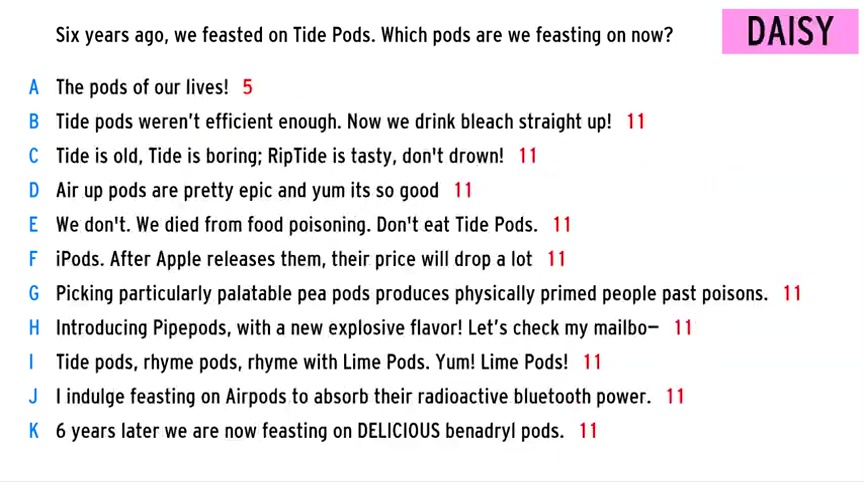 Six years ago, we feasted on Tide Pods. Which pods are we feasting on now?
DAISY
A The pods of our lives! 5
B Tide pods weren't efficient enough. Now we drink bleach straight up! 11
C Tide is old, Tide is boring; RipTide is tasty, don't drown! 11
D Air up pods are pretty epic and yum its so good 11
E We don't. We died from food poisoning. Don't eat Tide Pods. 11
F iPods. After Apple releases them, their price will drop a lot 11
G Picking particularly palatable pea pods produces physically primed people past poisons. 11
H Introducing Pipepods, with a new explosive flavor! Let's check my mailbo— 11
I Tide pods, rhyme pods, rhyme with Lime Pods. Yum! Lime Pods! 11
J I indulge feasting on Airpods to absorb their radioactive bluetooth power. 11
K 6 years later we are now feasting on DELICIOUS benadryl pods. 11